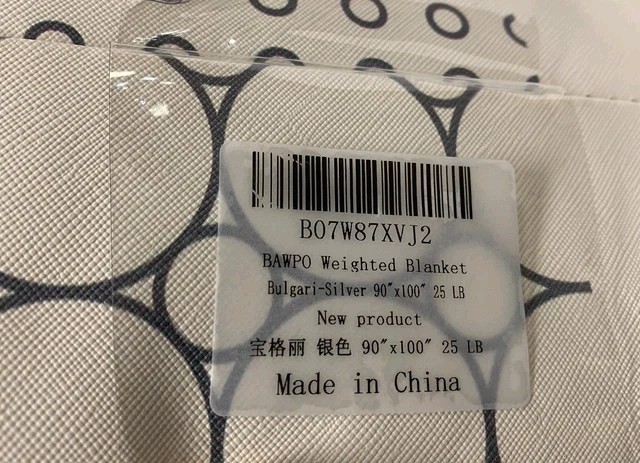 B07W87XVJ2
BAWPO Weighted Blanket
Bulgari-Silver 90"x100" 25 LB
New product
宝格丽 银色 90"x100" 25 LB
Made in China